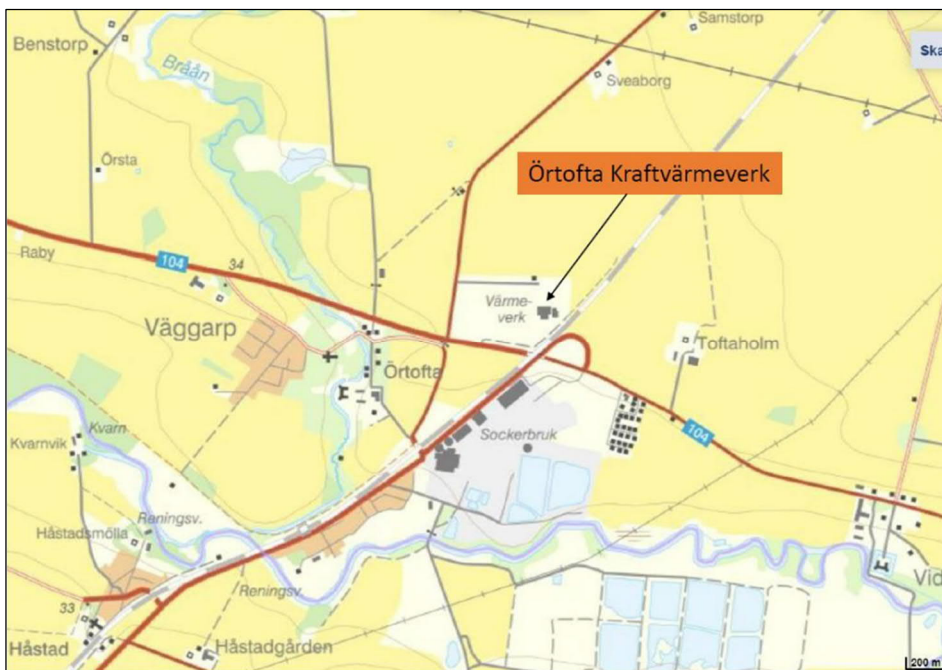 Samstorp
Benstorp
Ska
Bråån
Sveaborg
Örsta
Örtofta Kraftvärmeverk
Raby
104
34
Värme-
verk
Väggarp
Toftaholm
Örtofta
Kvarn
Kvarnvik
Sockerbruk
104
Håstadsmölla
Reningsv.
Vid
Reningsv.
33
Håstad
Håstadgården
200 m